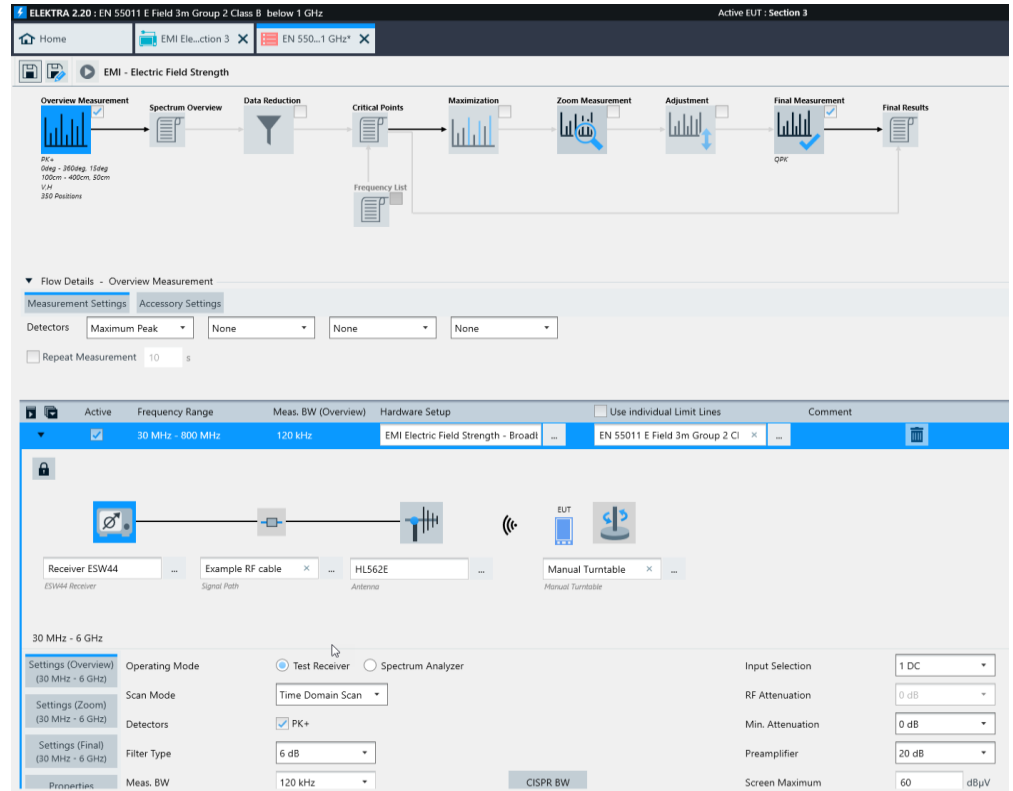 ELEKTRA 2.20 : EN 55011 E Field 3m Group 2 Class B below 1 GHz Active EUT : Section 3
Home EMI Ele...ction 3 EN 550...1 GHz*
EMI - Electric Field Strength
Overview Measurement Spectrum Overview Data Reduction Critical Points Maximization Zoom Measurement Adjustment Final Measurement Final Results
PK+
0deg - 360deg, 15deg
100cm - 400cm, 50cm
V,H
350 Positions
QPK
Frequency List
Flow Details - Overview Measurement
Measurement Settings Accessory Settings
Detectors Maximum Peak None None None
Repeat Measurement 10 s
Active Frequency Range Meas. BW (Overview) Hardware Setup Use individual Limit Lines Comment
30 MHz - 800 MHz 120 kHz EMI Electric Field Strength - Broadl ... EN 55011 E Field 3m Group 2 Cl × ...
EUT
Receiver ESW44 ... Example RF cable × ... HL562E ... Manual Turntable × ...
ESW44 Receiver Signal Path Antenna Manual Turntable
30 MHz - 6 GHz
Settings (Overview)
(30 MHz - 6 GHz)
Operating Mode Test Receiver Spectrum Analyzer Input Selection 1 DC
Settings (Zoom)
(30 MHz - 6 GHz)
Scan Mode Time Domain Scan RF Attenuation 0 dB
Detectors PK+ Min. Attenuation 0 dB
Settings (Final)
(30 MHz - 6 GHz)
Filter Type 6 dB Preamplifier 20 dB
Properties Meas. BW 120 kHz CISPR BW Screen Maximum 60 dBµV